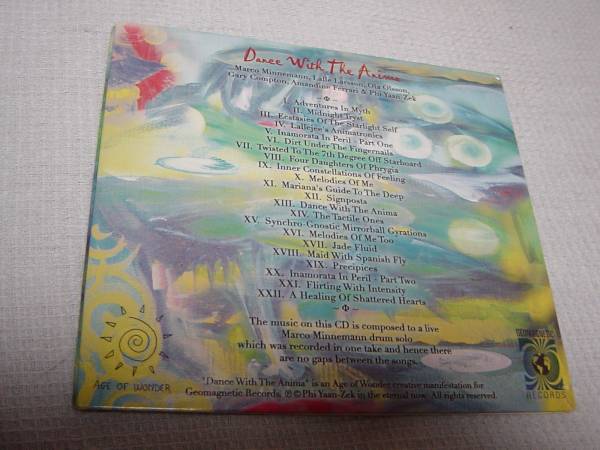 Dance With The Anima
Marco Minnemann, Lalle Larsson, Ola Olsson,
Gary Compton, Amandine Ferrari & Phi Yaan-Zek
- Φ -
I. Adventures In Myth
II. Midnight Tryst
III. Ecstasies Of The Starlight Self
IV. Lallejee's Animatronics
V. Inamorata In Peril - Part One
VI. Dirt Under The Fingernails
VII. Twisted To The 7th Degree Off Starboard
VIII. Four Daughters Of Phrygia
IX. Inner Constellations Of Feeling
X. Melodies Of Me
XI. Mariana's Guide To The Deep
XII. Signposts
XIII. Dance With The Anima
XIV. The Tactile Ones
XV. Synchro-Gnostic Mirrorball Gyrations
XVI. Melodies Of Me Too
XVII. Jade Fluid
XVIII. Maid With Spanish Fly
XIX. Precipices
XX. Inamorata In Peril - Part Two
XXI. Flirting With Intensity
XXII. A Healing Of Shattered Hearts
- Φ -
The music on this CD is composed to a live
Marco Minnemann drum solo
which was recorded in one take and hence there
are no gaps between the songs.
AGE OF WONDER
GEOMAGNETIC
RECORDS
"Dance With The Anima" is an Age of Wonder creative manifestation for
Geomagnetic Records. ℗ © Phi Yaan-Zek in the eternal now. All rights reserved.